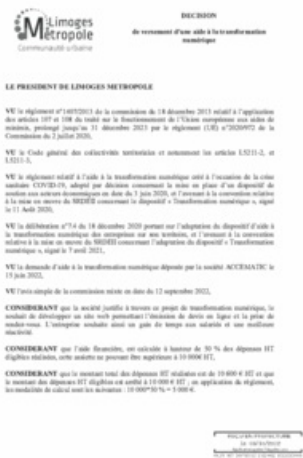 Limoges
Métropole
Communauté urbaine
DECISION
de versement d'une aide à la transformation
numérique
LE PRESIDENT DE LIMOGES METROPOLE
VU le règlement n°1407/2013 de la commission du 18 décembre 2013 relatif à l'application
des articles 107 et 108 du traité sur le fonctionnement de l'Union européenne aux aides de
minimis, prolongé jusqu'au 31 décembre 2023 par le règlement (UE) n°2020/972 de la
Commission du 2 juillet 2020,
VU le Code général des collectivités territoriales et notamment les articles L5211-2, et
L5211-3,
VU le règlement relatif à l'aide à la transformation numérique créé à l'occasion de la crise
sanitaire COVID-19, adopté par décision concernant la mise en place d'un dispositif de
soutien aux acteurs économiques en date du 3 juin 2020, et l'avenant à la convention relative
à la mise en œuvre du SRDEII concernant le dispositif « Transformation numérique », signé
le 11 Août 2020,
VU la délibération n°7.4 du 18 décembre 2020 portant sur l'adaptation du dispositif d'aide à
la transformation numérique des entreprises sur son territoire, et l'avenant à la convention
relative à la mise en œuvre du SRDEII concernant l'adaptation du dispositif « Transformation
numérique », signé le 7 avril 2021,
VU la demande d'aide à la transformation numérique déposée par la société ACCEMATIC le
15 juin 2022,
VU l'avis simple de la commission mixte en date du 12 septembre 2022,
CONSIDERANT que la société justifie à travers ce projet de transformation numérique, le
souhait de développer un site web permettant l'émission de devis en ligne et la prise de
rendez-vous. L'entreprise souhaite ainsi un gain de temps aux salariés et une meilleure
réactivité.
CONSIDERANT que l'aide financière, est calculée à hauteur de 50 % des dépenses HT
éligibles réalisées, cette assiette ne pouvant être supérieure à 10 000€ HT,
CONSIDERANT que le montant total des dépenses HT réalisées est de 10 600 € HT et que
le montant des dépenses HT éligibles est arrêté à 10 000 € HT ; en application du règlement,
les modalités de calcul sont les suivantes : 10 000*50 % = 5 000 €.